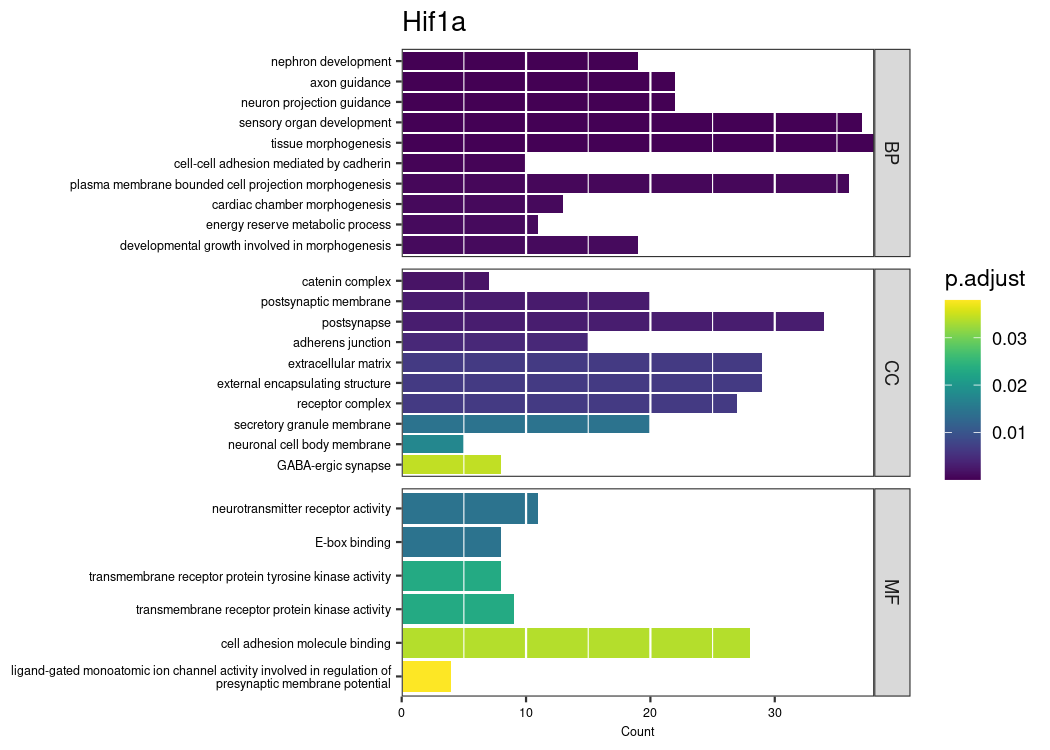 Hif1a
nephron development
axon guidance
neuron projection guidance
sensory organ development
tissue morphogenesis
cell-cell adhesion mediated by cadherin
plasma membrane bounded cell projection morphogenesis
cardiac chamber morphogenesis
energy reserve metabolic process
developmental growth involved in morphogenesis
BP
catenin complex
postsynaptic membrane
postsynapse
adherens junction
extracellular matrix
external encapsulating structure
receptor complex
secretory granule membrane
neuronal cell body membrane
GABA-ergic synapse
CC
neurotransmitter receptor activity
E-box binding
transmembrane receptor protein tyrosine kinase activity
transmembrane receptor protein kinase activity
cell adhesion molecule binding
ligand-gated monoatomic ion channel activity involved in regulation of
presynaptic membrane potential
MF
0 10 20 30
Count
p.adjust
0.03
0.02
0.01